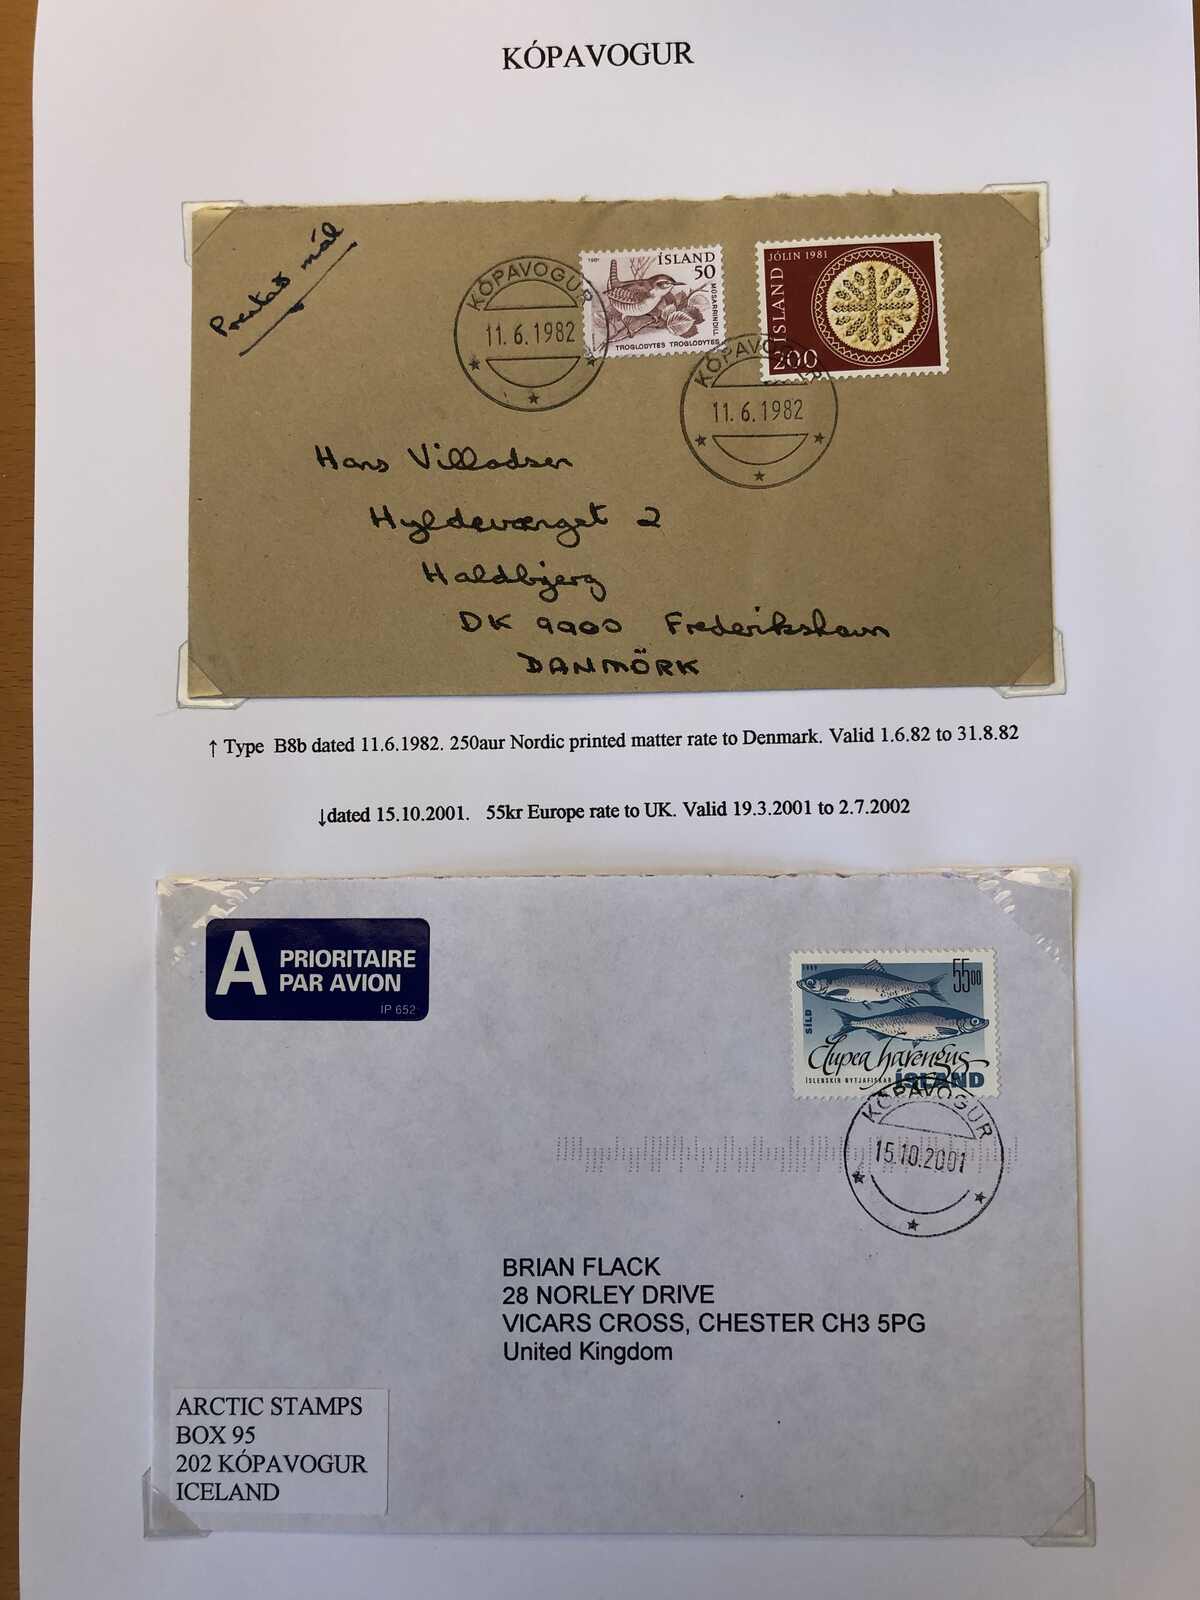 KÓPAVOGUR
Prentað mál
KÓPAVOGUR
11.6.1982
1981
ÍSLAND
50
MÚSARRINDILL
TROGLODYTES TROGLODYTES
JÓLIN 1981
ÍSLAND
200
KÓPAVOGUR
11.6.1982
Hans Villadsen
Hyldeværget 2
Haldbjerg
DK 9900 Frederikshavn
DANMÖRK
↑ Type B8b dated 11.6.1982. 250aur Nordic printed matter rate to Denmark. Valid 1.6.82 to 31.8.82
↓dated 15.10.2001. 55kr Europe rate to UK. Valid 19.3.2001 to 2.7.2002
A PRIORITAIRE
PAR AVION
IP 652
1999
5500
SÍLD
Clupea harengus
ÍSLENSKIR NYTJAFISKAR ÍSLAND
KÓPAVOGUR
15.10.2001
BRIAN FLACK
28 NORLEY DRIVE
VICARS CROSS, CHESTER CH3 5PG
United Kingdom
ARCTIC STAMPS
BOX 95
202 KÓPAVOGUR
ICELAND